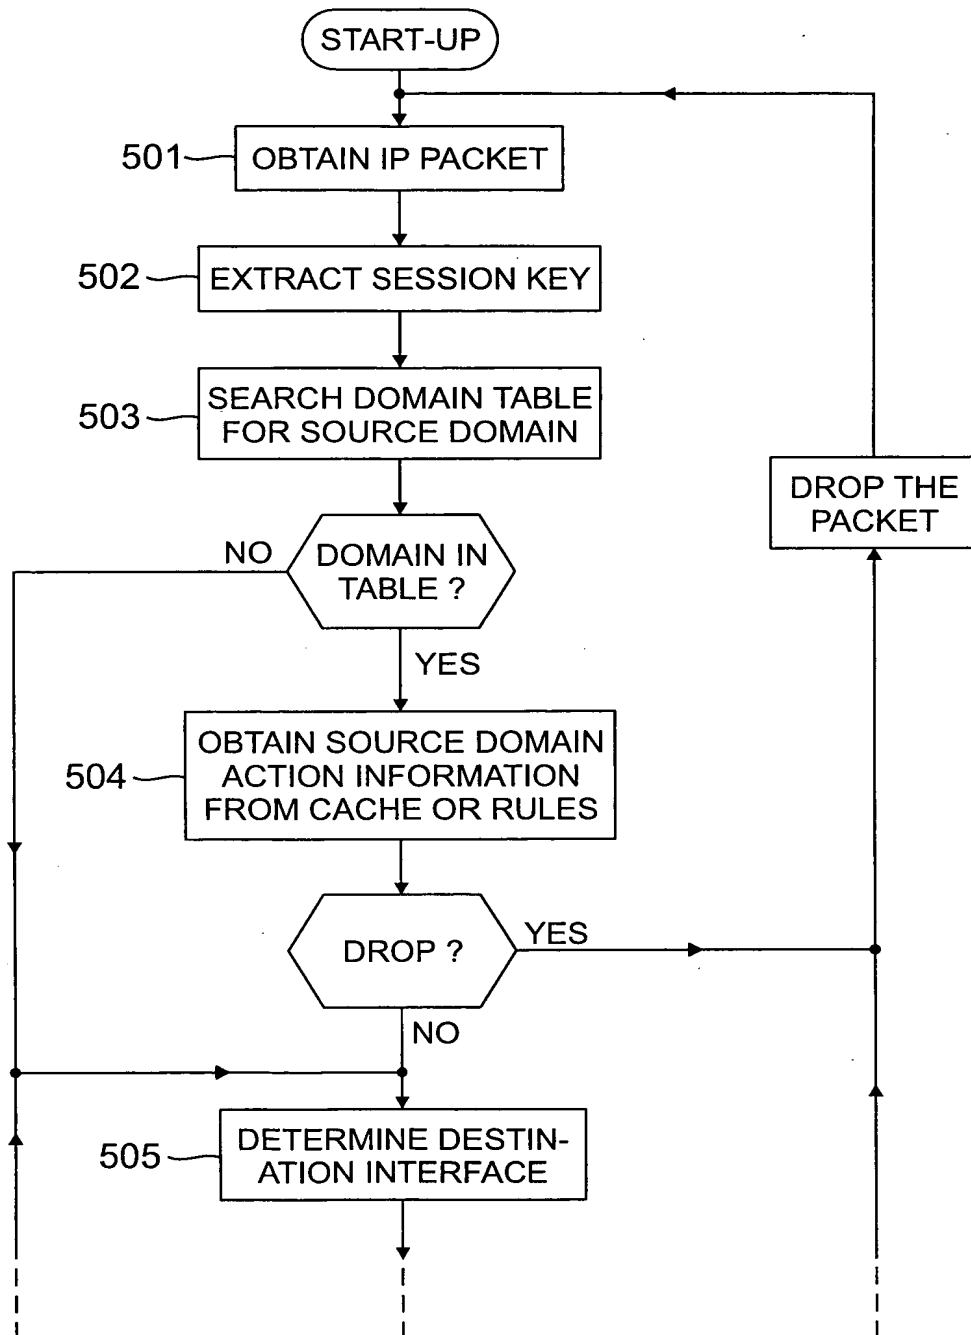 START-UP
501
OBTAIN IP PACKET
502
EXTRACT SESSION KEY
503
SEARCH DOMAIN TABLE
FOR SOURCE DOMAIN
DROP THE
PACKET
NO
DOMAIN IN
TABLE ?
YES
504
OBTAIN SOURCE DOMAIN
ACTION INFORMATION
FROM CACHE OR RULES
DROP ?
YES
NO
505
DETERMINE DESTIN-
ATION INTERFACE